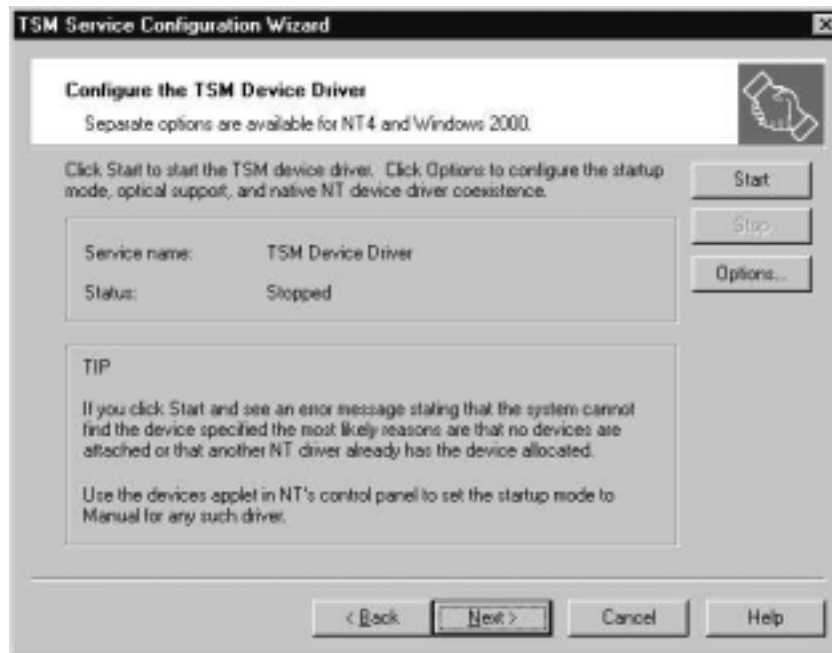 TSM Service Configuration Wizard
Configure the TSM Device Driver
Separate options are available for NT4 and Windows 2000.
Click Start to start the TSM device driver. Click Options to configure the startup
mode, optical support, and native NT device driver coexistence.
Start
Stop
Options...
Service name: TSM Device Driver
Status: Stopped
TIP
If you click Start and see an error message stating that the system cannot
find the device specified the most likely reasons are that no devices are
attached or that another NT driver already has the device allocated.
Use the devices applet in NT's control panel to set the startup mode to
Manual for any such driver.
< Back Next > Cancel Help